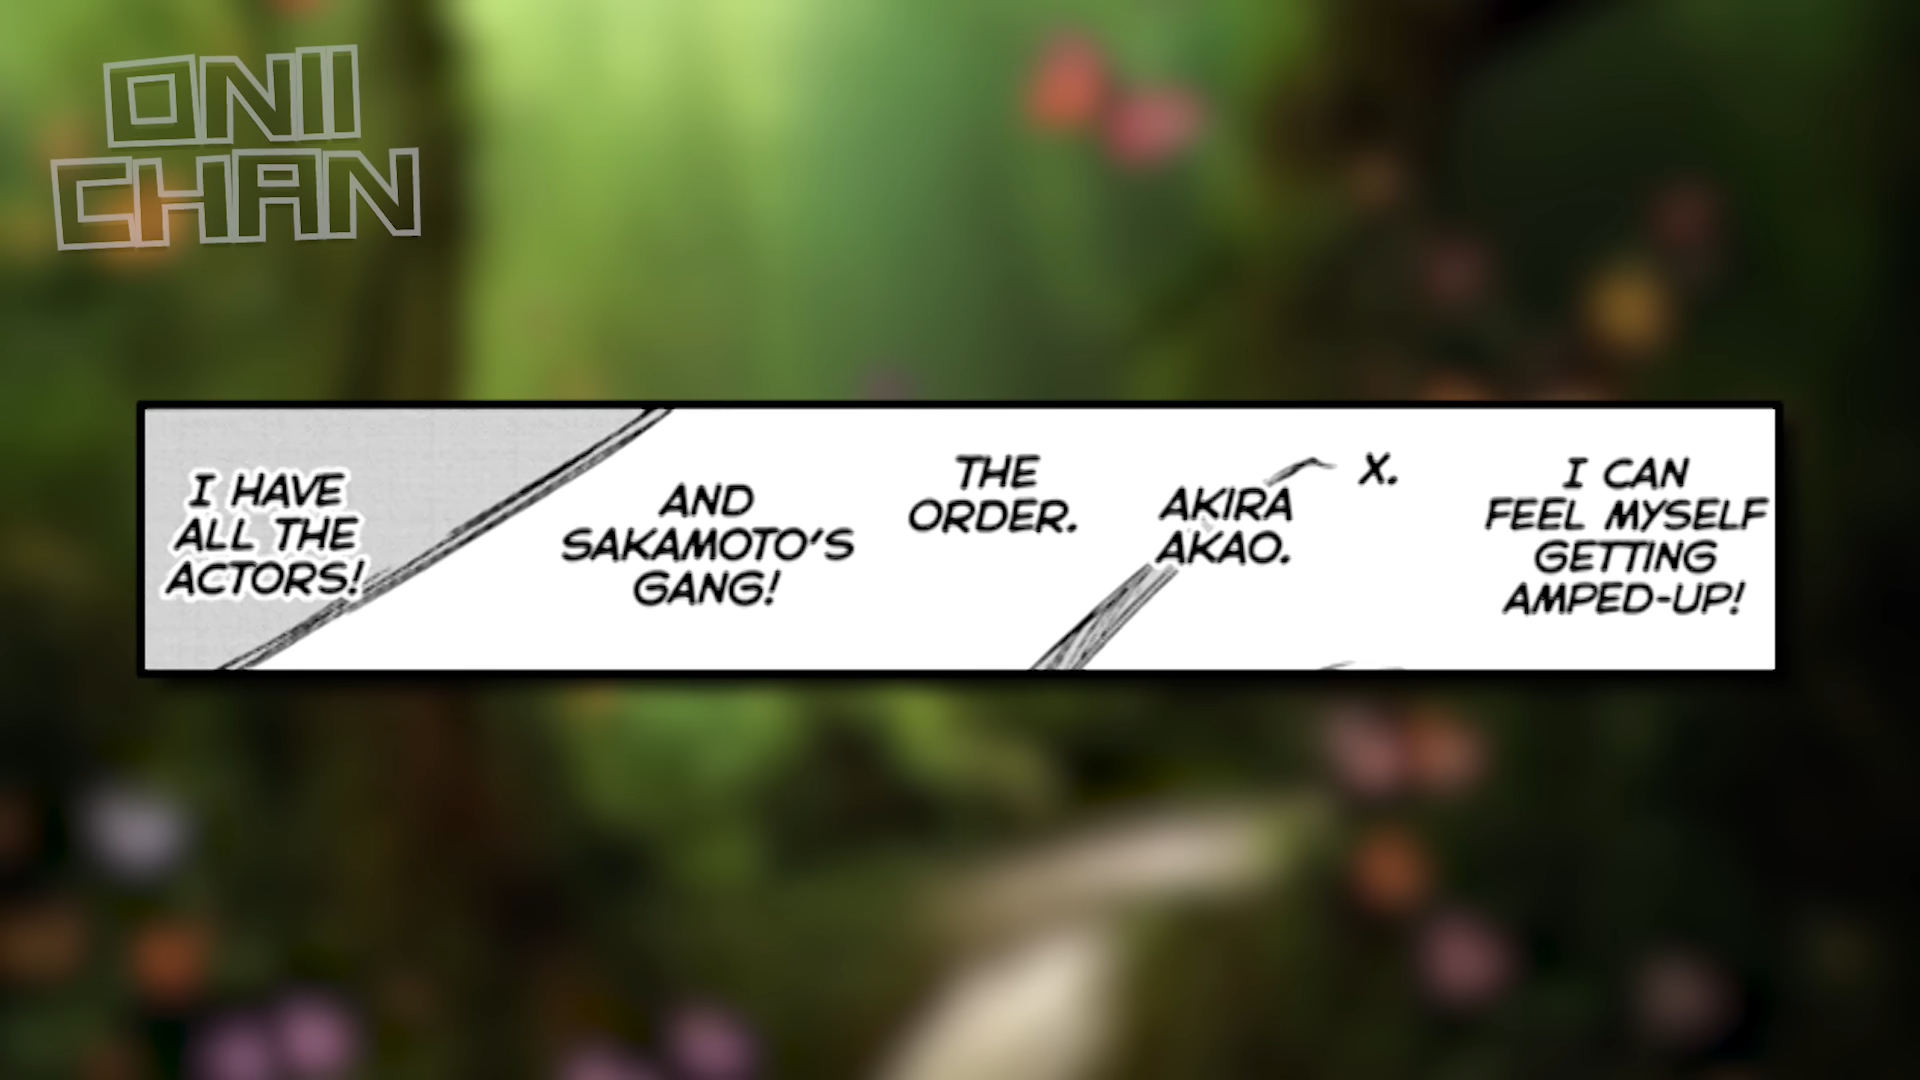 ONII
CHAN
I HAVE
ALL THE
ACTORS!
AND
SAKAMOTO'S
GANG!
THE
ORDER.
AKIRA
AKAO.
X.
I CAN
FEEL MYSELF
GETTING
AMPED-UP!